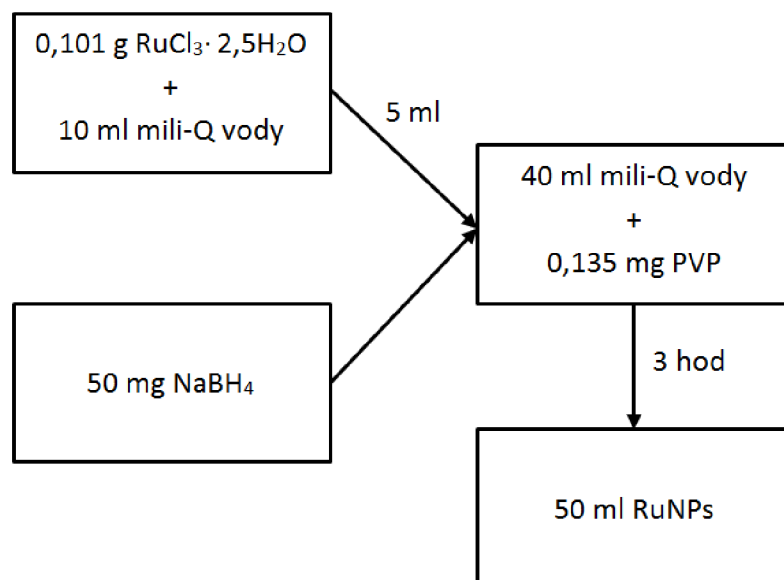 0,101 g RuCl₃· 2,5H₂O
+
10 ml mili-Q vody
5 ml
40 ml mili-Q vody
+
0,135 mg PVP
50 mg NaBH₄
3 hod
50 ml RuNPs